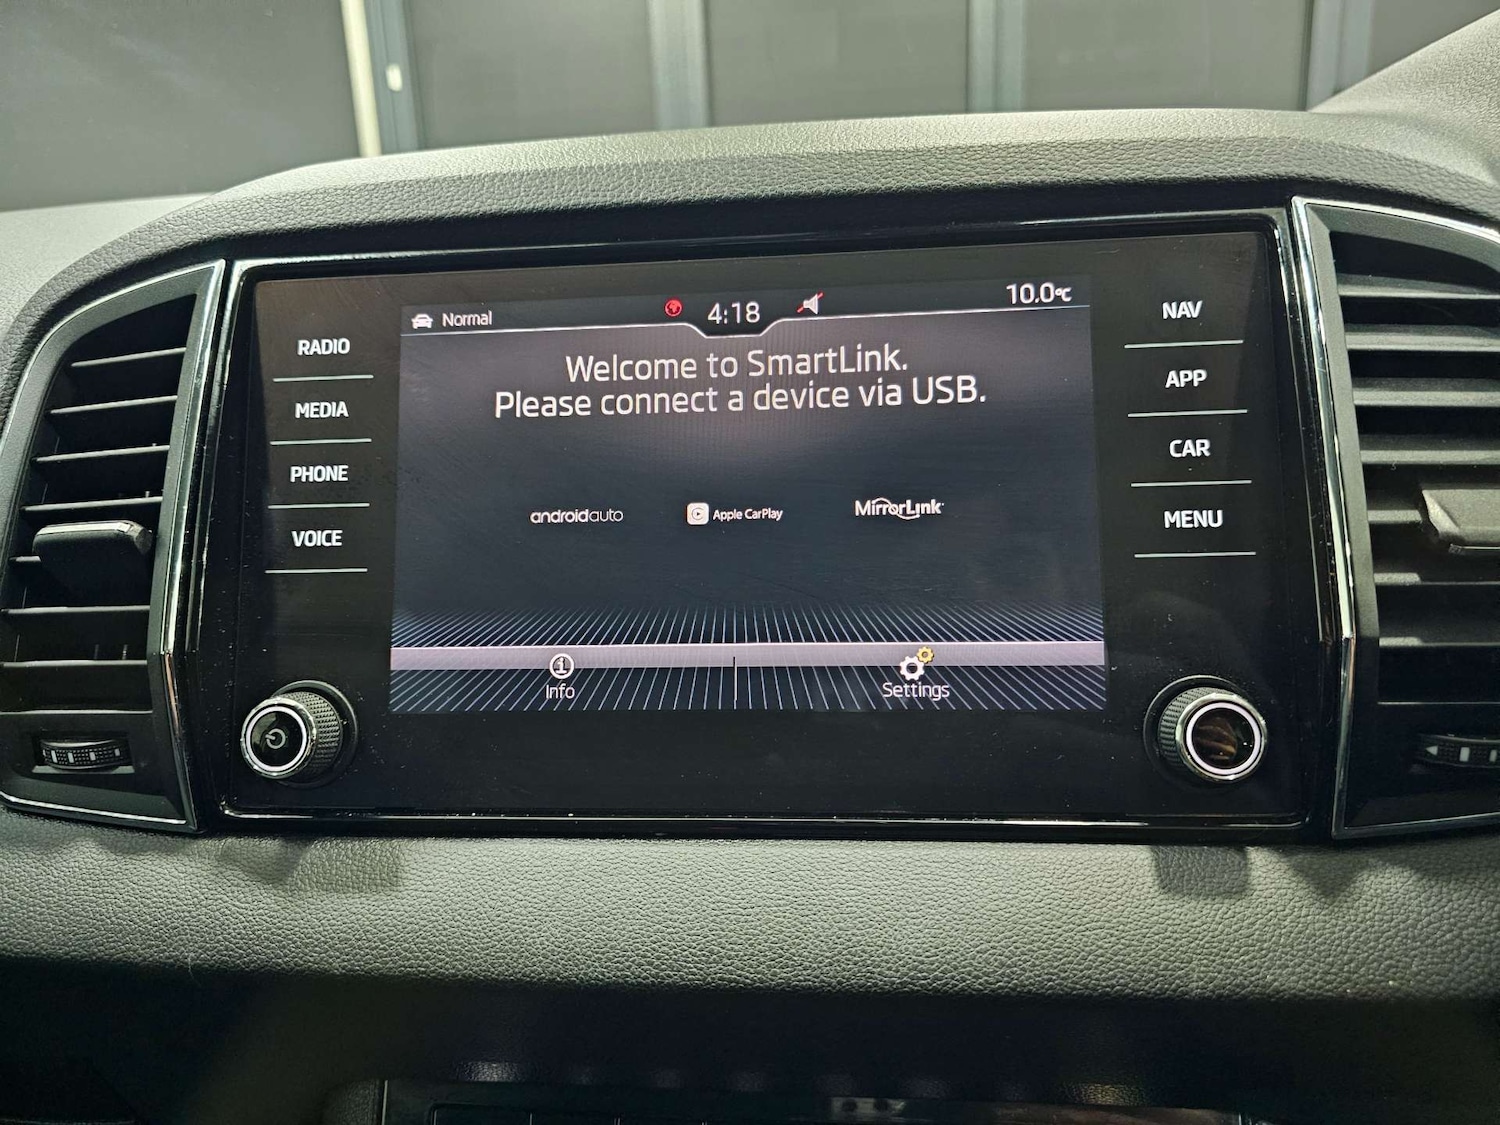 Normal
4:18
10.0°C
RADIO
MEDIA
PHONE
VOICE
Welcome to SmartLink.
Please connect a device via USB.
androidauto
Apple CarPlay
MirrorLink
Info
Settings
NAV
APP
CAR
MENU